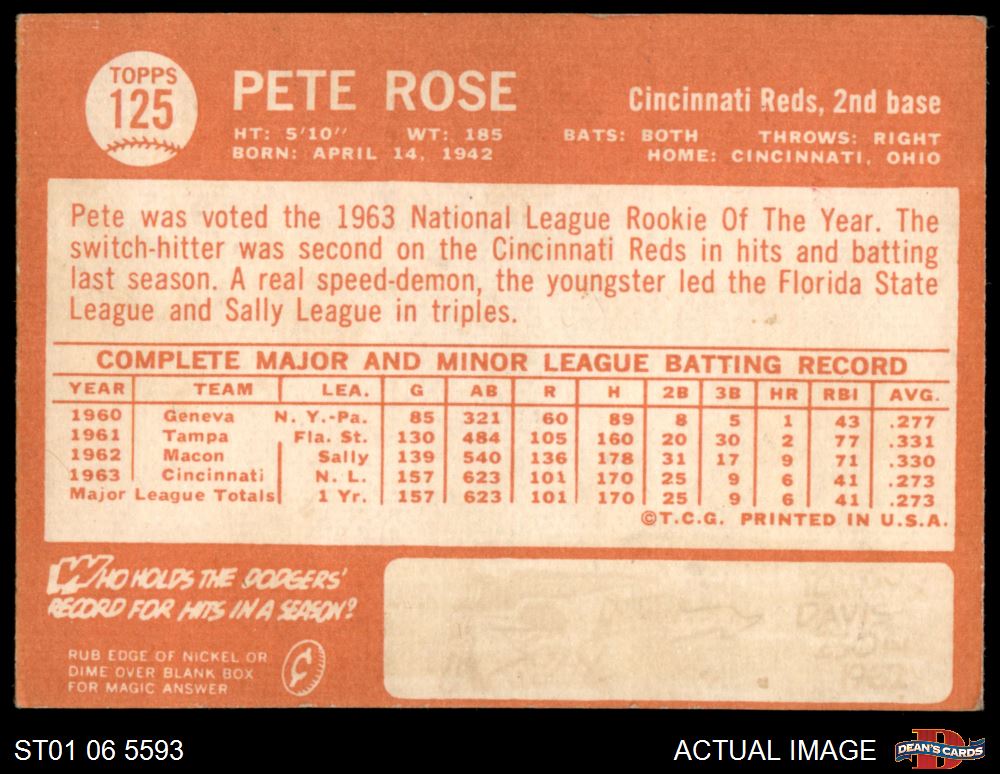 TOPPS
125
PETE ROSE
Cincinnati Reds, 2nd base
HT: 5'10" WT: 185 BATS: BOTH THROWS: RIGHT
BORN: APRIL 14, 1942 HOME: CINCINNATI, OHIO
Pete was voted the 1963 National League Rookie Of The Year. The
switch-hitter was second on the Cincinnati Reds in hits and batting
last season. A real speed-demon, the youngster led the Florida State
League and Sally League in triples.
COMPLETE MAJOR AND MINOR LEAGUE BATTING RECORD
YEAR TEAM LEA. G AB R H 2B 3B HR RBI AVG.
1960 Geneva N. Y.-Pa. 85 321 60 89 8 5 1 43 .277
1961 Tampa Fla. St. 130 484 105 160 20 30 2 77 .331
1962 Macon Sally 139 540 136 178 31 17 9 71 .330
1963 Cincinnati N. L. 157 623 101 170 25 9 6 41 .273
Major League Totals 1 Yr. 157 623 101 170 25 9 6 41 .273
©T.C.G. PRINTED IN U.S.A.
WHO HOLDS THE DODGERS'
RECORD FOR HITS IN A SEASON?
RUB EDGE OF NICKEL OR
DIME OVER BLANK BOX
FOR MAGIC ANSWER
DAVIS
ST01 06 5593
ACTUAL IMAGE
DEAN'S CARDS